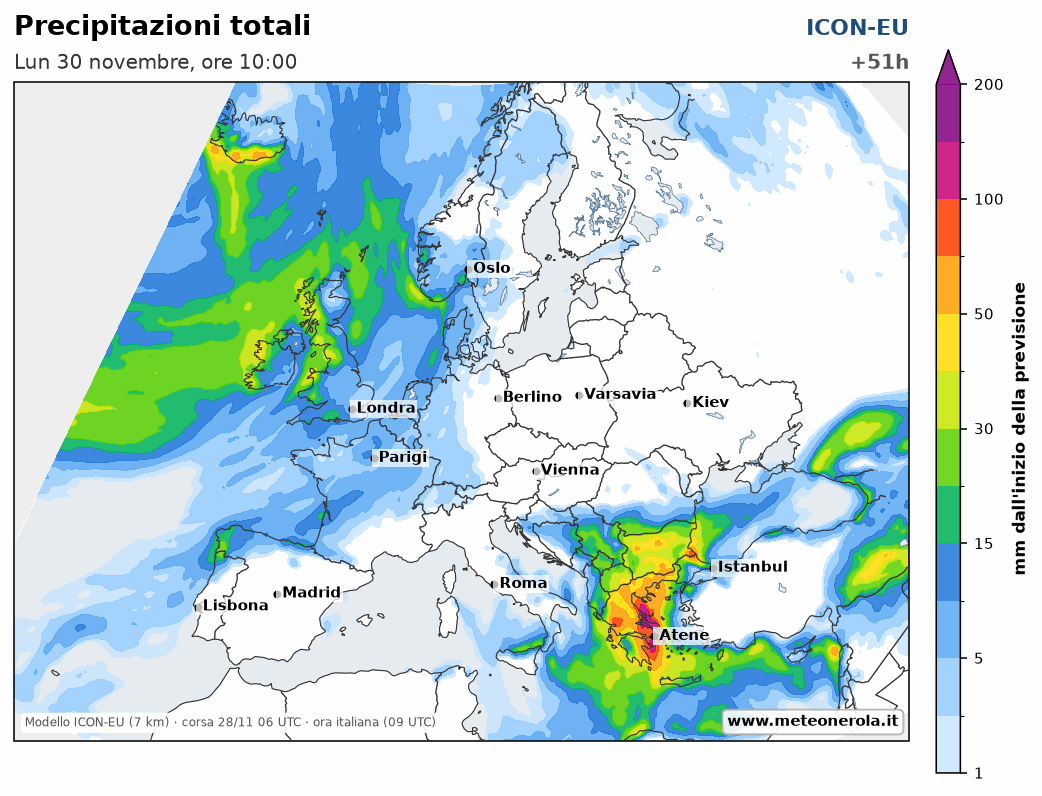 Precipitazioni totali
ICON-EU
Lun 30 novembre, ore 10:00
+51h
200
100
50
30
15
5
1
mm dall'inizio della previsione
Oslo
Londra
Berlino
Varsavia
Kiev
Parigi
Vienna
Istanbul
Roma
Madrid
Lisbona
Atene
Modello ICON-EU (7 km) · corsa 28/11 06 UTC · ora italiana (09 UTC)
www.meteonerola.it